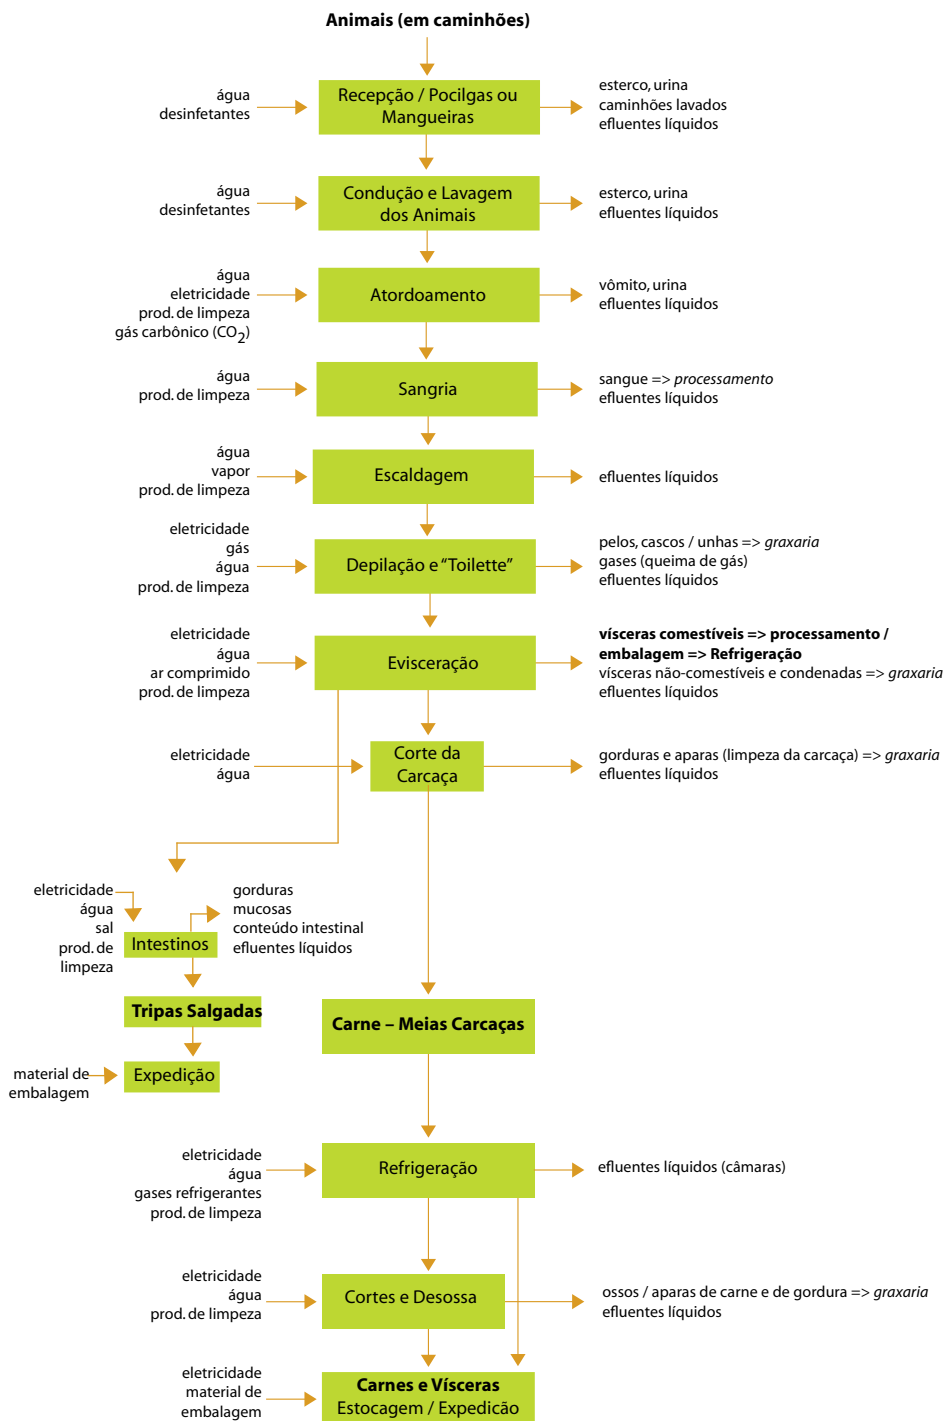 Animais (em caminhões)
água
desinfetantes
Recepção / Pocilgas ou
Mangueiras
esterco, urina
caminhões lavados
efluentes líquidos
água
desinfetantes
Condução e Lavagem
dos Animais
esterco, urina
efluentes líquidos
água
eletricidade
prod. de limpeza
gás carbônico (CO2)
Atordoamento
vômito, urina
efluentes líquidos
água
prod. de limpeza
Sangria
sangue => processamento
efluentes líquidos
água
vapor
prod. de limpeza
Escaldagem
efluentes líquidos
eletricidade
gás
água
prod. de limpeza
Depilação e “Toilette”
pelos, cascos / unhas => graxaria
gases (queima de gás)
efluentes líquidos
eletricidade
água
ar comprimido
prod. de limpeza
Evisceração
vísceras comestíveis => processamento /
embalagem => Refrigeração
vísceras não-comestíveis e condenadas => graxaria
efluentes líquidos
eletricidade
água
Corte da
Carcaça
gorduras e aparas (limpeza da carcaça) => graxaria
efluentes líquidos
eletricidade
água
sal
prod. de
limpeza
Intestinos
gorduras
mucosas
conteúdo intestinal
efluentes líquidos
Tripas Salgadas
material de
embalagem
Expedição
Carne – Meias Carcaças
eletricidade
água
gases refrigerantes
prod. de limpeza
Refrigeração
efluentes líquidos (câmaras)
eletricidade
água
prod. de limpeza
Cortes e Desossa
ossos / aparas de carne e de gordura => graxaria
efluentes líquidos
eletricidade
material de
embalagem
Carnes e Vísceras
Estocagem / Expedicão